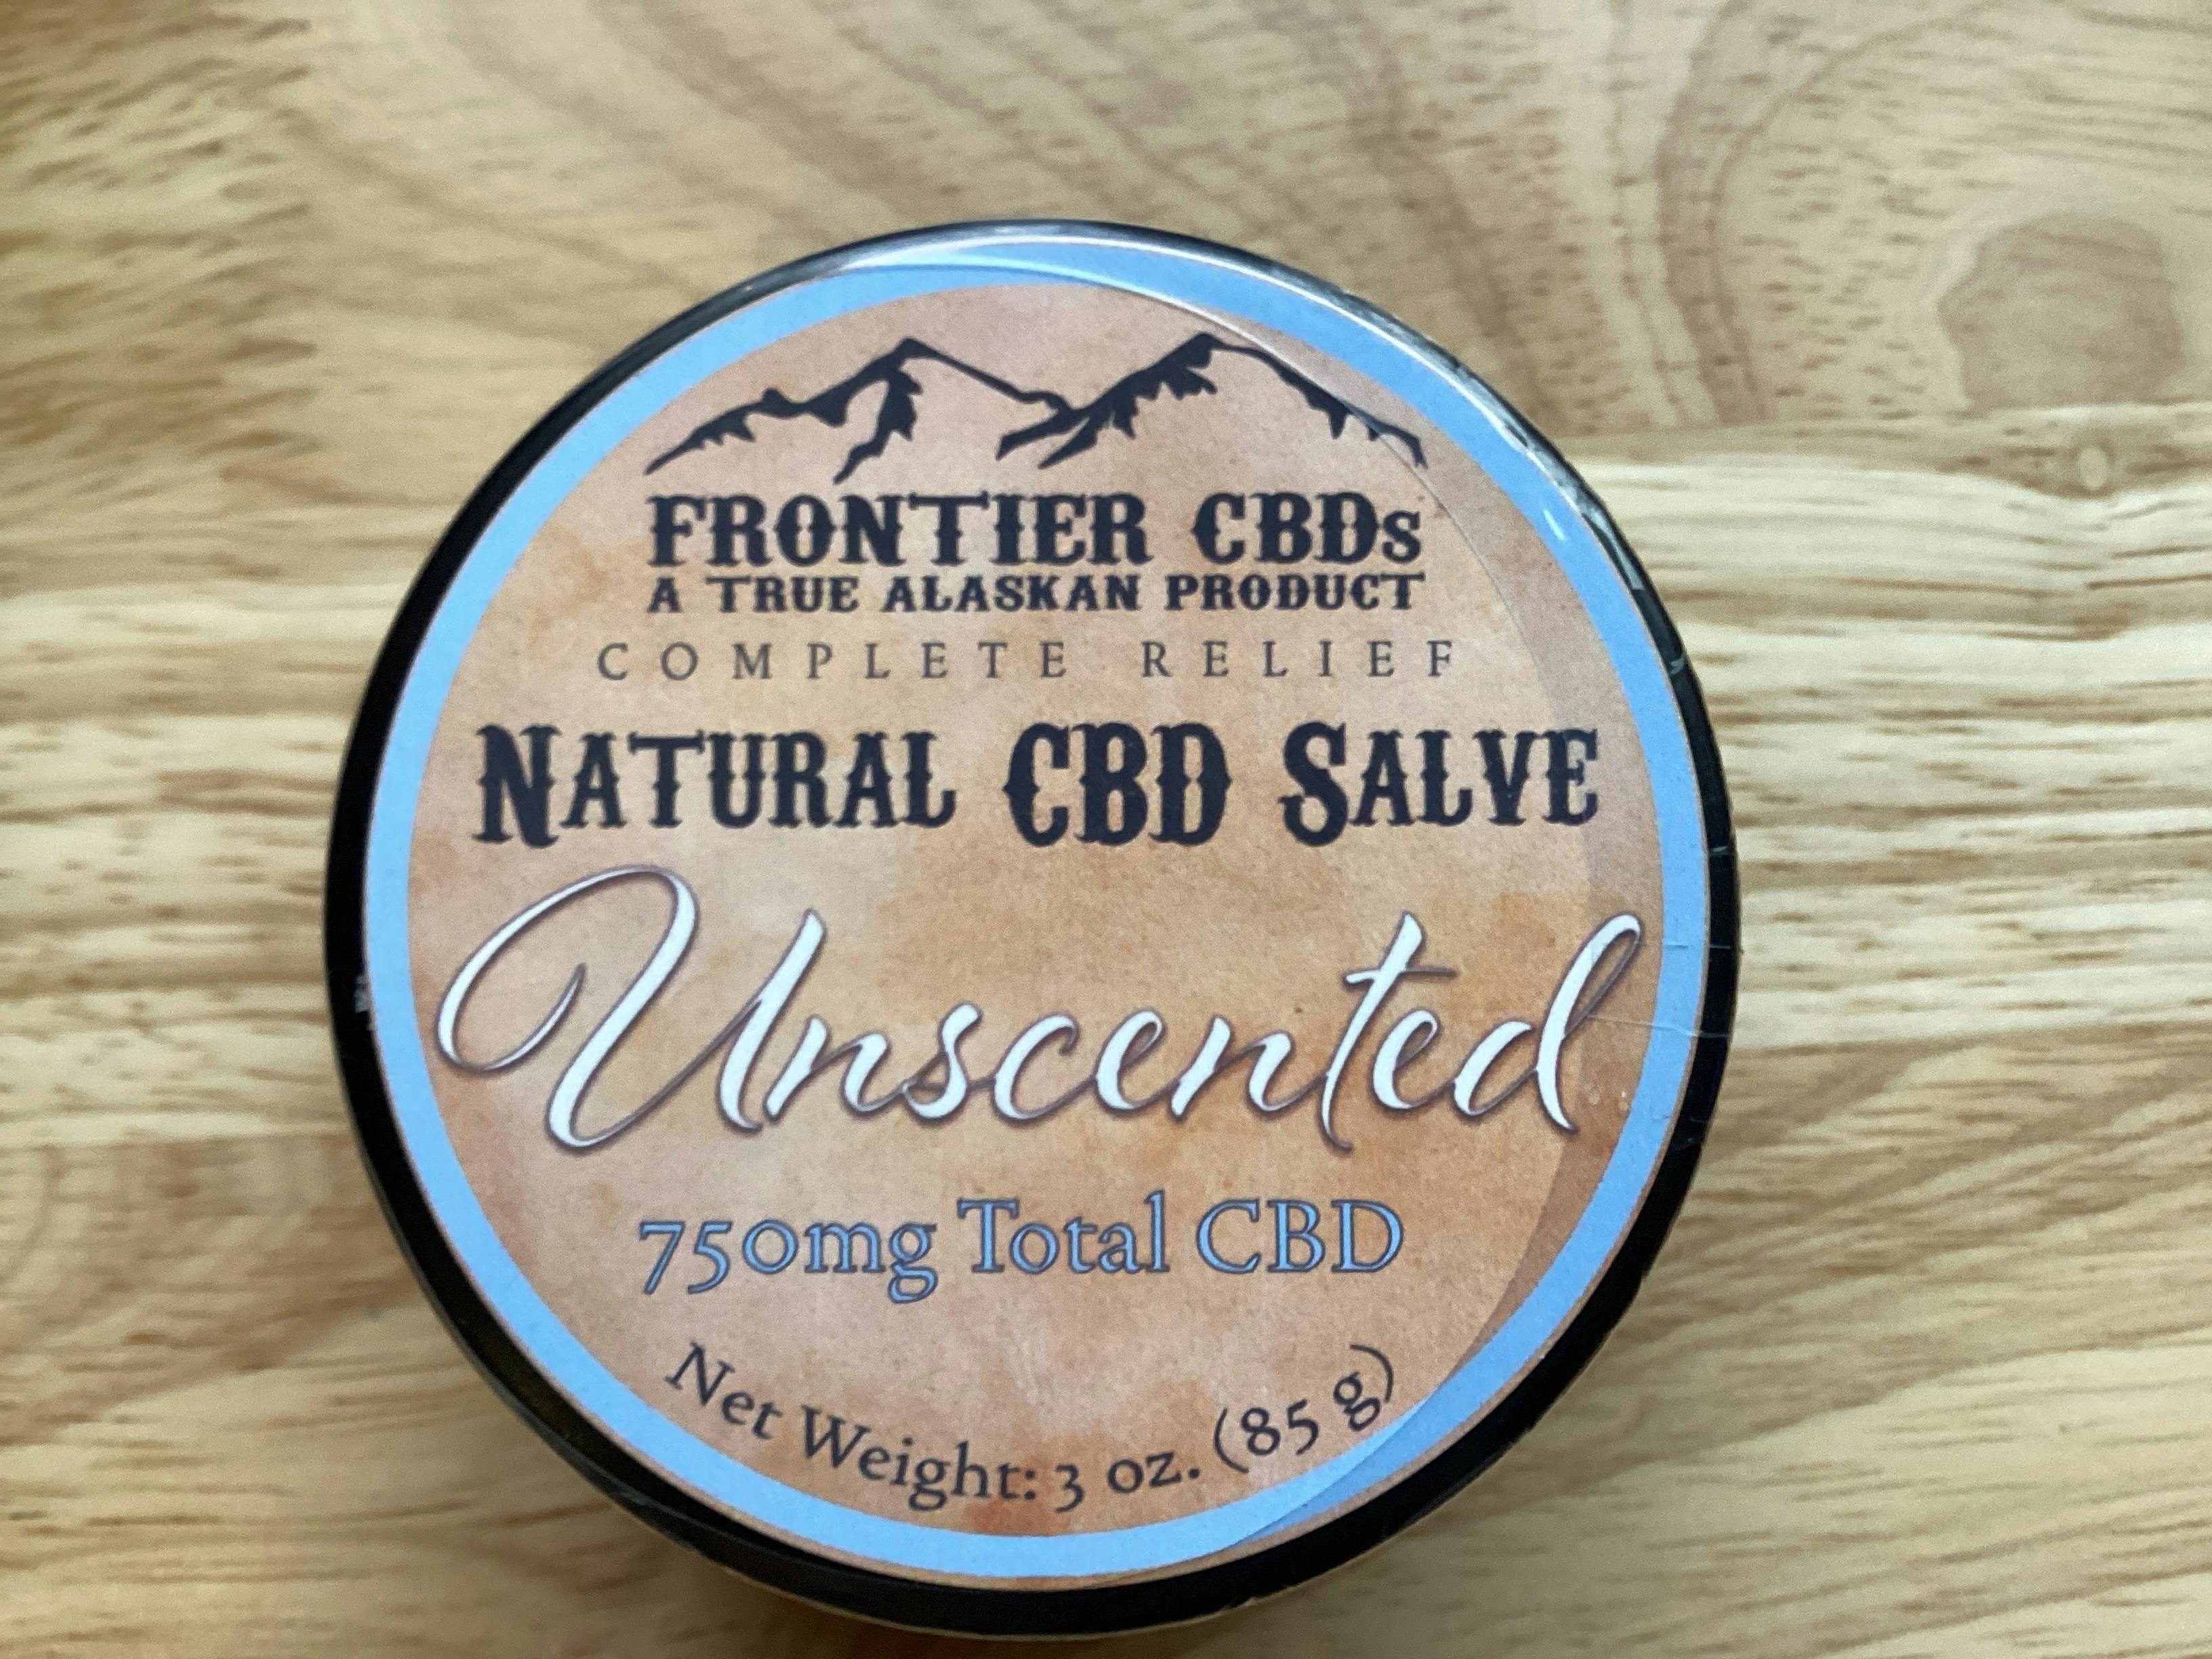 FRONTIER CBDs
A TRUE ALASKAN PRODUCT
COMPLETE RELIEF
NATURAL CBD SALVE
Unscented
750mg Total CBD
Net Weight: 3 oz. (85 g)